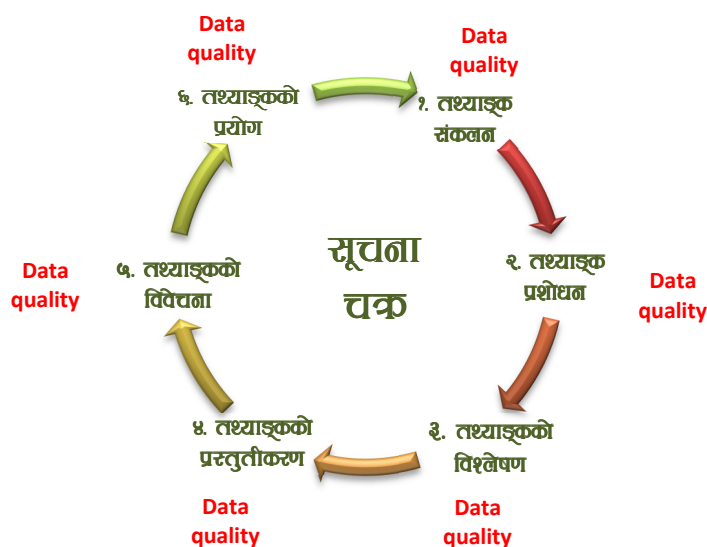 Data
quality
Data
quality
६. तथ्याङ्कको
प्रयोग
१. तथ्याङ्क
संकलन
सूचना
चक्र
५. तथ्याङ्कको
विवेचना
Data
quality
२. तथ्याङ्क
प्रशोधन
Data
quality
४. तथ्याङ्कको
प्रस्तुतीकरण
३. तथ्याङ्कको
विश्लेषण
Data
quality
Data
quality